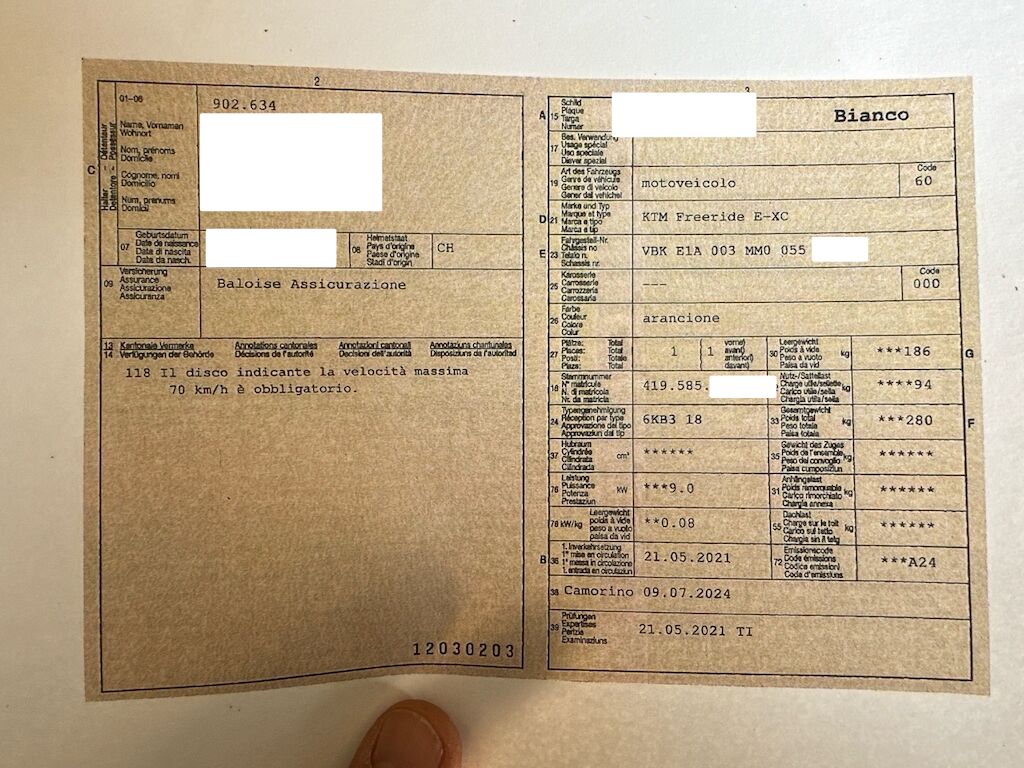 2
01-06
902.634
Détenteur - Possesseur
Halter - Detentore
C
Name, Vornamen
Wohnort
Nom, prénoms
Domicile
Cognome, nomi
Domicilio
Num, prenums
Domicil
07
Geburtsdatum
Date de naissance
Data di nascita
Data da nasch.
08
Heimatstaat
Pays d'origine
Paese d'origine
Stadi d'origin.
CH
09
Versicherung
Assurance
Assicurazione
Assicuranza
Baloise Assicurazione
13 Kantonale Vermerke Annotations cantonales Annotazioni cantonali Annotaziuns chantunales
14 Verfügungen der Behörde Décisions de l'autorité Decisioni dell'autorità Disposiziuns da l'autoritad
118 Il disco indicante la velocità massima
70 km/h è obbligatorio.
12030203
3
A 15
Schild
Plaque
Targa
Numer
Bianco
17
Bes. Verwendung
Usage spécial
Uso speciale
Diever spezial
19
Art des Fahrzeugs
Genre de véhicule
Genere di veicolo
Gener dal vehichel
motoveicolo
Code
60
D 21
Marke und Typ
Marque et type
Marca e tipo
Marca e tip
KTM Freeride E-XC
E 23
Fahrgestell-Nr.
Châssis no
Telaio n.
Schassis nr.
VBK E1A 003 MM0 055
25
Karosserie
Carrosserie
Carrozzeria
Carossaria
---
Code
000
26
Farbe
Couleur
Colore
Colur
arancione
27
Plätze: Total
Places: Total
Posti: Totale
Plazs: Total
1
1
vorne)
avant)
anteriori)
davant)
30
Leergewicht
Poids à vide
Peso a vuoto
Paisa da vid
kg
***186
G
18
Stammnummer
N° matricule
N. di matricola
Nr. da matricla
419.585.
Nutz-/Sattellast
Charge utile/sellette
Carico utile/sella
Chargia utila/sella
kg
****94
24
Typengenehmigung
Réception par type
Approvazione del tipo
Approvaziun dal tip
6KB3 18
33
Gesamtgewicht
Poids total
Peso totale
Paisa totala
kg
***280
F
37
Hubraum
Cylindrée
Cilindrata
Cilindrada
cm³
******
35
Gewicht des Zuges
Poids de l'ensemble
Peso del convoglio
Paisa cumposiziun
kg
******
76
Leistung
Puissance
Potenza
Prestaziun
kW
***9.0
31
Anhängelast
Poids remorquable
Carico rimorchiato
Chargia annexa
kg
******
78 kW/kg
Leergewicht
poids à vide
peso a vuoto
paisa da vid
**0.08
55
Dachlast
Charge sur le toit
Carico sul tetto
Chargia sin il tetg
kg
******
B 36
1. Inverkehrsetzung
1re mise en circulation
1a messa in circolazione
1. entrada en circulaziun
21.05.2021
72
Emissionscode
Code émissions
Codice emissioni
Code d'emissiuns
***A24
38 Camorino 09.07.2024
39
Prüfungen
Expertises
Perizie
Examinaziuns
21.05.2021 TI